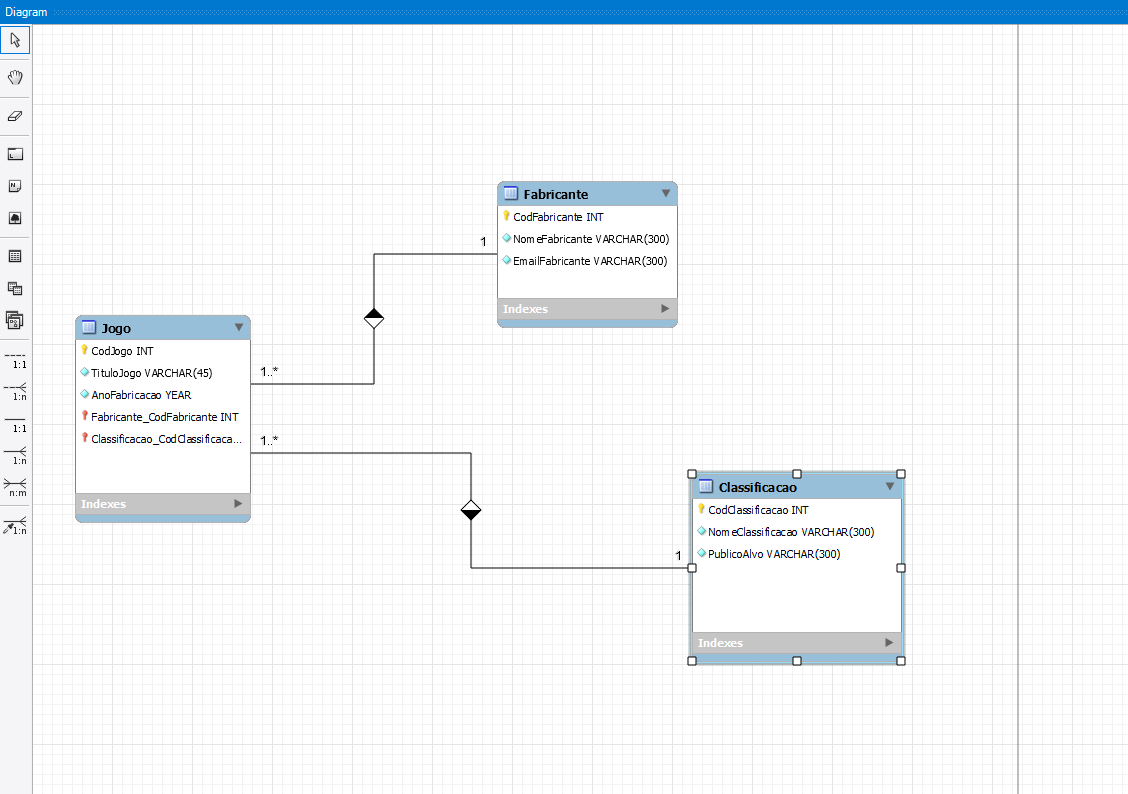 Diagram
Fabricante
CodFabricante INT
NomeFabricante VARCHAR(300)
EmailFabricante VARCHAR(300)
Indexes
1
Jogo
CodJogo INT
TituloJogo VARCHAR(45)
AnoFabricacao YEAR
Fabricante_CodFabricante INT
Classificacao_CodClassificaca...
Indexes
1..*
1..*
1
Classificacao
CodClassificacao INT
NomeClassificacao VARCHAR(300)
PublicoAlvo VARCHAR(300)
Indexes
1:1
1:n
1:1
1:n
n:m
1:n